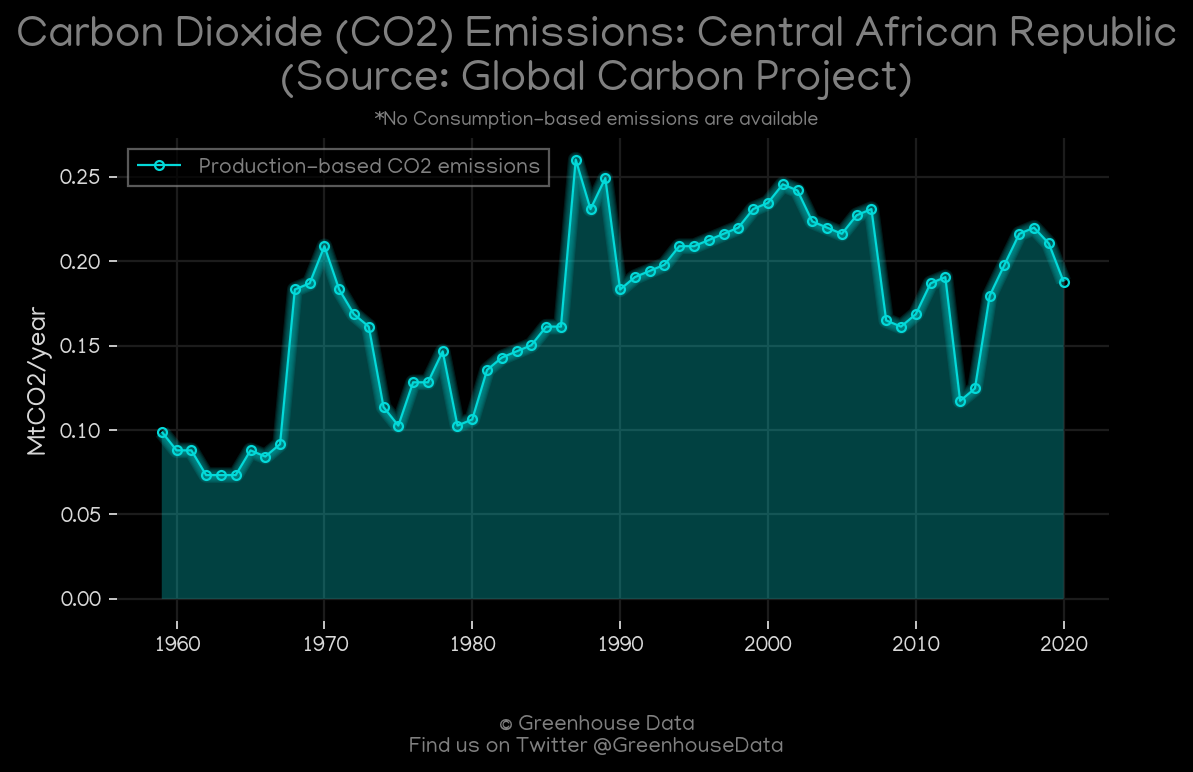 Carbon Dioxide (CO2) Emissions: Central African Republic
(Source: Global Carbon Project)
*No Consumption-based emissions are available
Production-based CO2 emissions
0.25
0.20
0.15
0.10
0.05
0.00
MtCO2/year
1960 1970 1980 1990 2000 2010 2020
© Greenhouse Data
Find us on Twitter @GreenhouseData